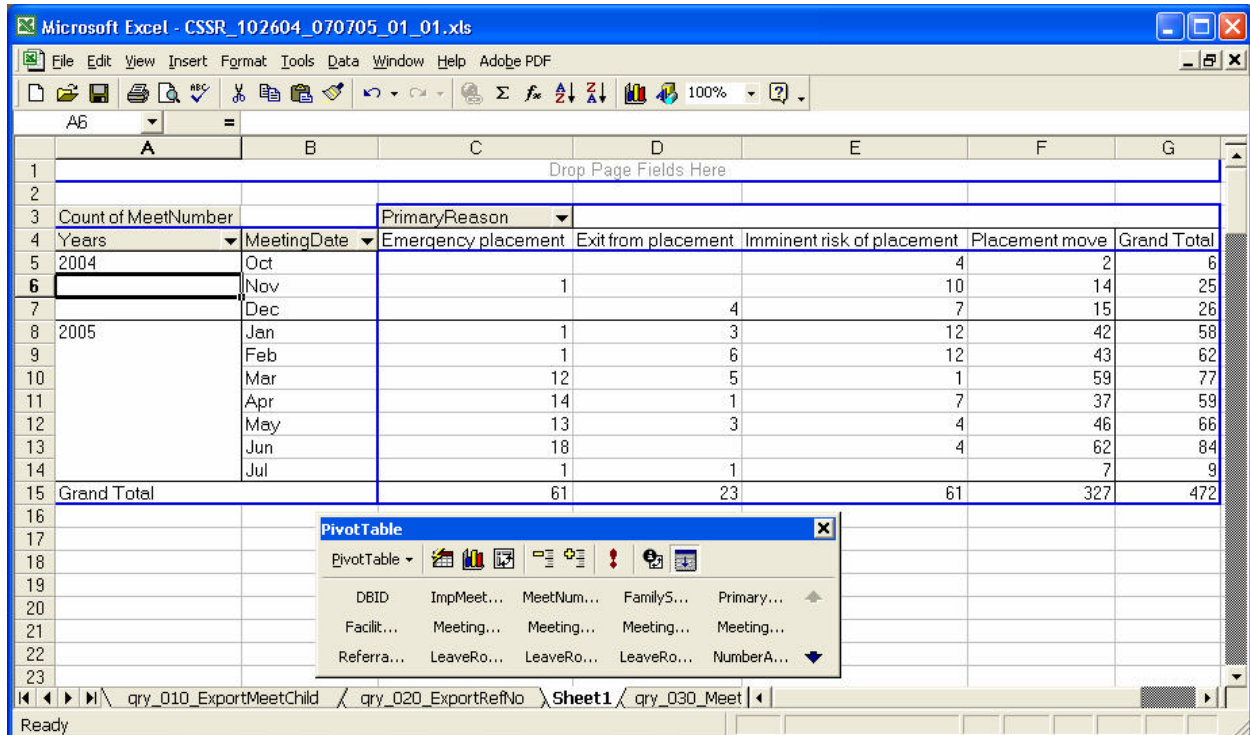 Microsoft Excel - CSSR_102604_070705_01_01.xls
File Edit View Insert Format Tools Data Window Help Adobe PDF
100%
A6 =
A B C D E F G
1 Drop Page Fields Here
2
3 Count of MeetNumber PrimaryReason
4 Years MeetingDate Emergency placement Exit from placement Imminent risk of placement Placement move Grand Total
5 2004 Oct 4 2 6
6 Nov 1 10 14 25
7 Dec 4 7 15 26
8 2005 Jan 1 3 12 42 58
9 Feb 1 6 12 43 62
10 Mar 12 5 1 59 77
11 Apr 14 1 7 37 59
12 May 13 3 4 46 66
13 Jun 18 4 62 84
14 Jul 1 1 7 9
15 Grand Total 61 23 61 327 472
16
17
18
19
20
21
22
23
PivotTable
PivotTable
DBID ImpMeet... MeetNum... FamilyS... Primary...
Facilit... Meeting... Meeting... Meeting... Meeting...
Referra... LeaveRo... LeaveRo... LeaveRo... NumberA...
qry_010_ExportMeetChild qry_020_ExportRefNo Sheet1 qry_030_Meet
Ready